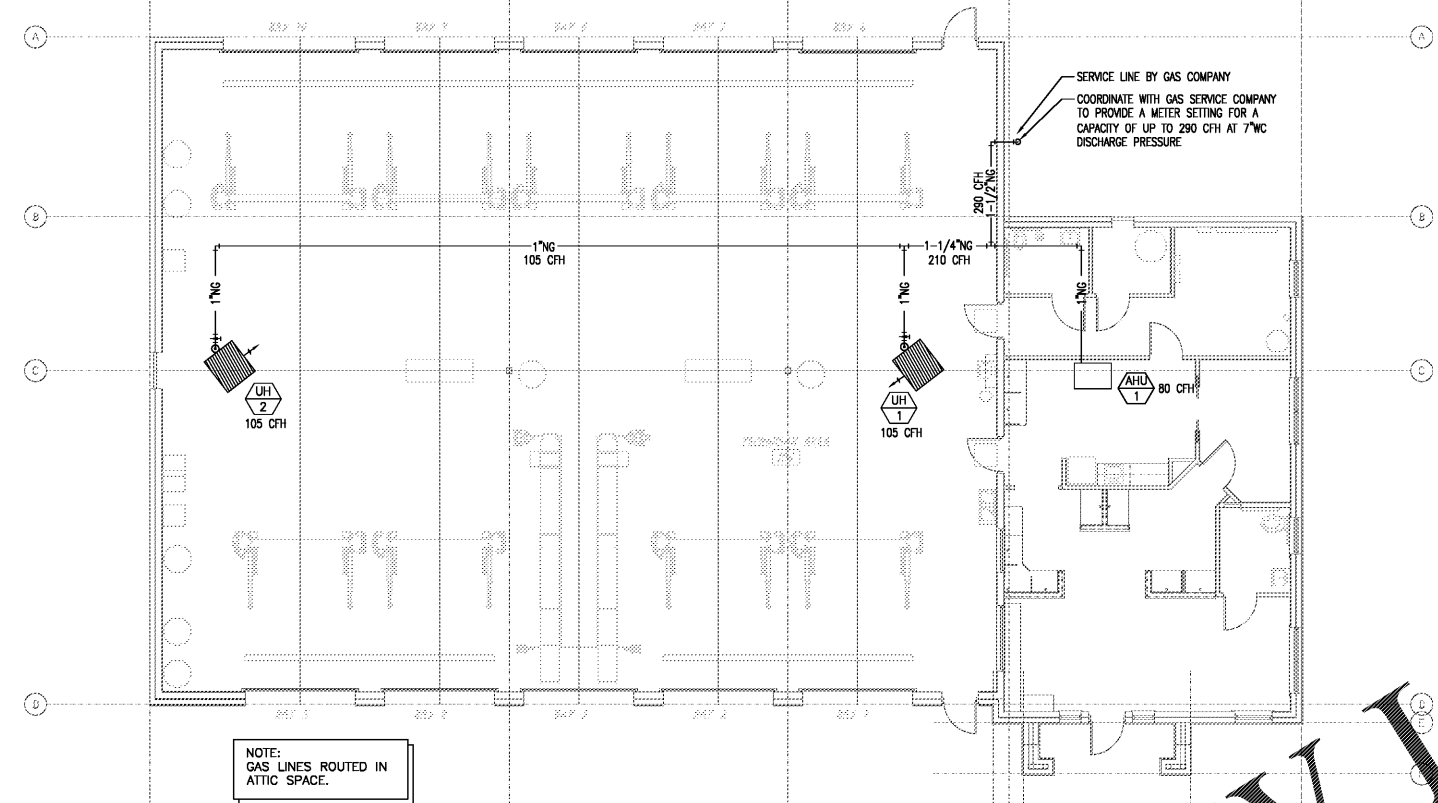 A
A
SERVICE LINE BY GAS COMPANY
COORDINATE WITH GAS SERVICE COMPANY
TO PROVIDE A METER SETTING FOR A
CAPACITY OF UP TO 290 CFH AT 7"WC
DISCHARGE PRESSURE
290 CFH
1-1/2"NG
B
B
1"NG
105 CFH
1-1/4"NG
210 CFH
1"NG
1"NG
1"NG
C
C
UH
2
105 CFH
UH
1
105 CFH
AHU
1
80 CFH
D
D
E
NOTE:
GAS LINES ROUTED IN
ATTIC SPACE.